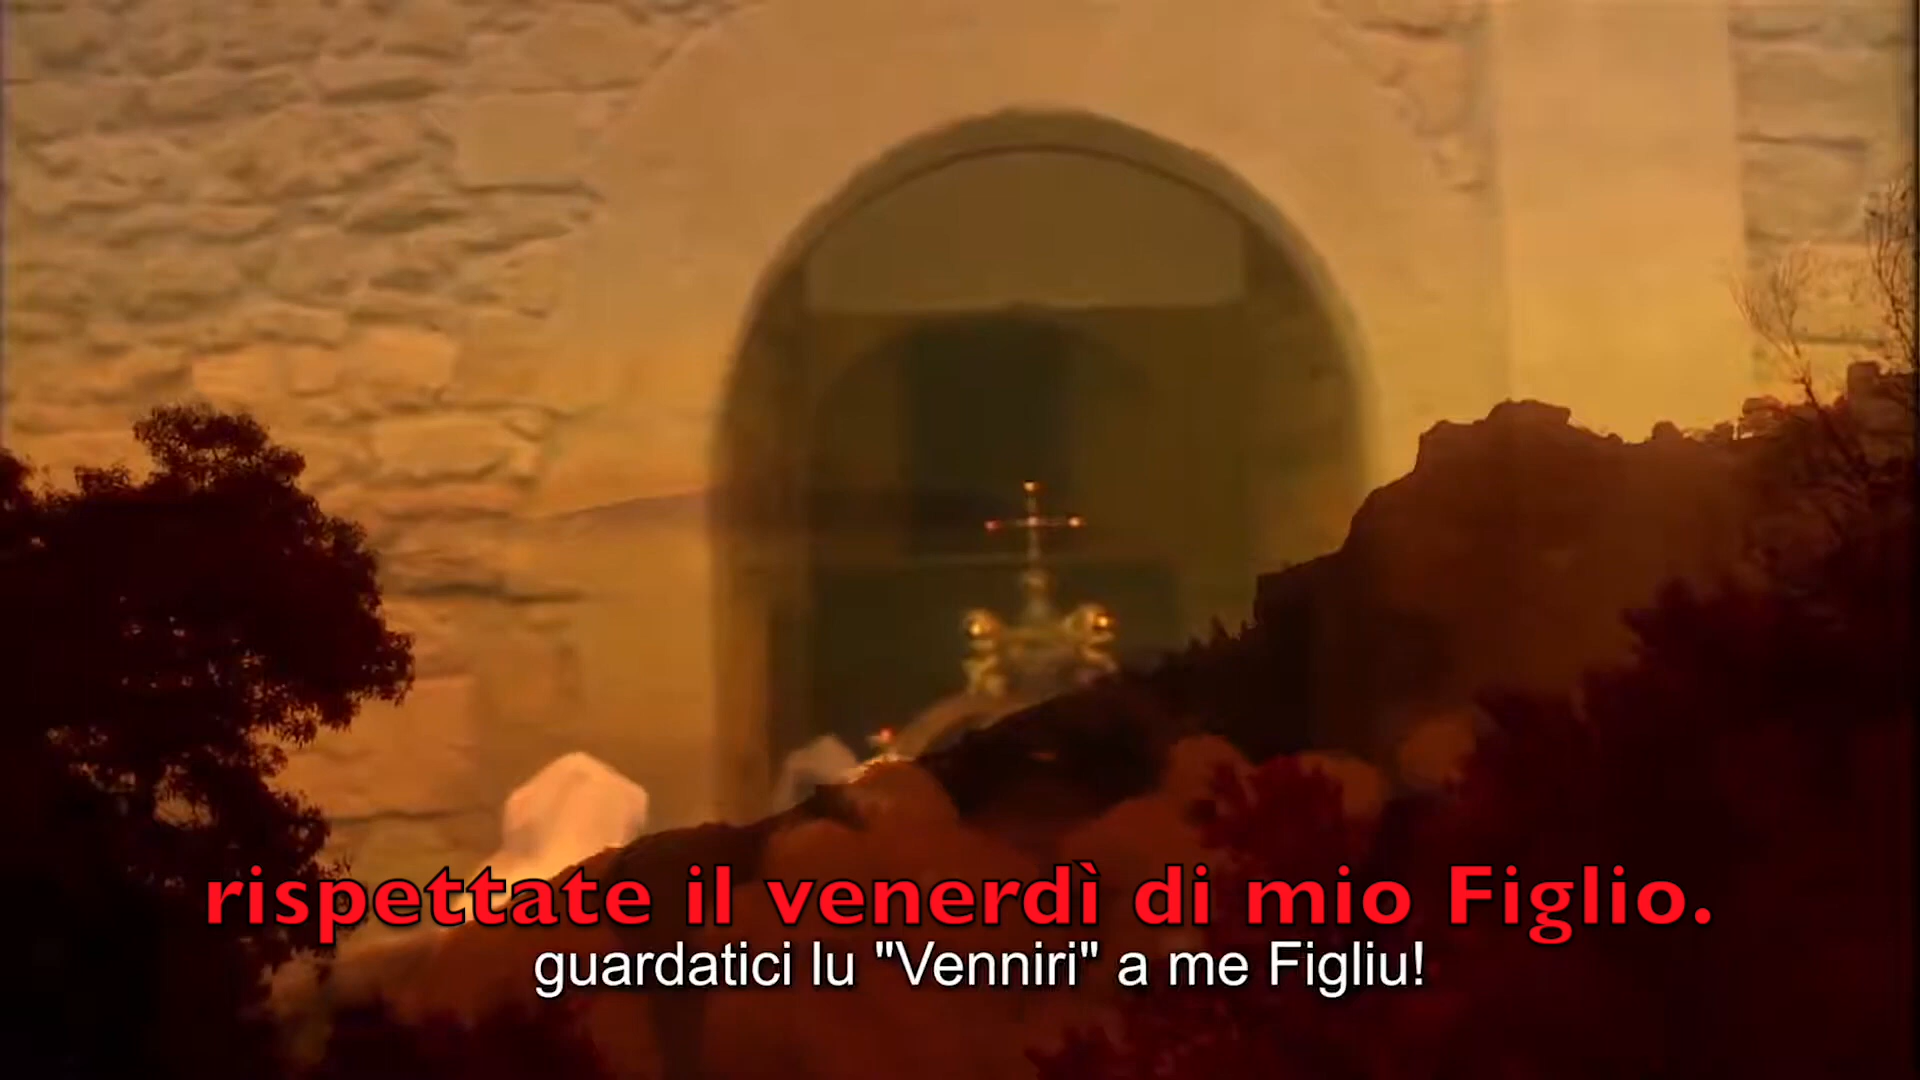 rispettate il venerdì di mio Figlio.
guardatici lu "Venniri" a me Figliu!